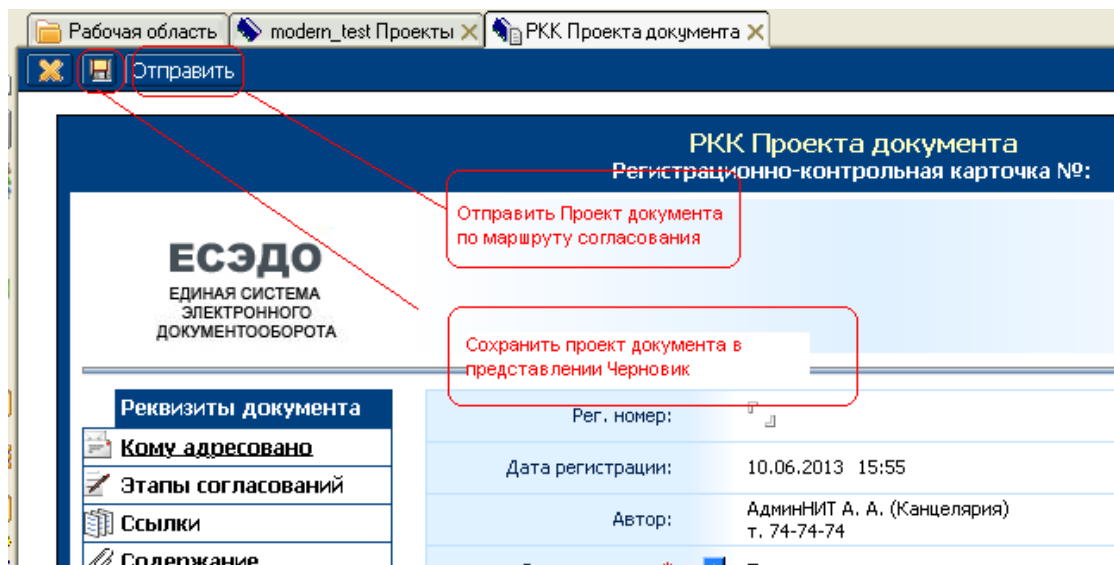 Рабочая область
modern_test Проекты
РКК Проекта документа
Отправить
РКК Проекта документа
Регистрационно-контрольная карточка №:
Отправить Проект документа
по маршруту согласования
ЕСЭДО
ЕДИНАЯ СИСТЕМА
ЭЛЕКТРОННОГО
ДОКУМЕНТООБОРОТА
Сохранить проект документа в
представлении Черновик
Реквизиты документа
Кому адресовано
Этапы согласований
Ссылки
Содержание
Рег. номер:
Дата регистрации: 10.06.2013 15:55
Автор: АдминНИТ А. А. (Канцелярия)
т. 74-74-74